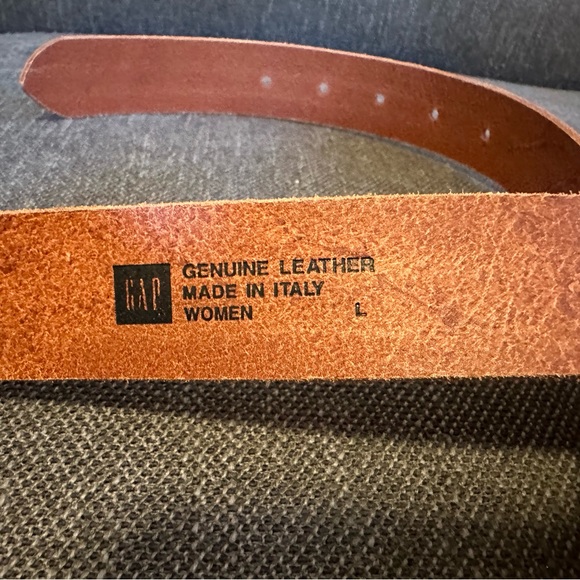 GAP
GENUINE LEATHER
MADE IN ITALY
WOMEN L